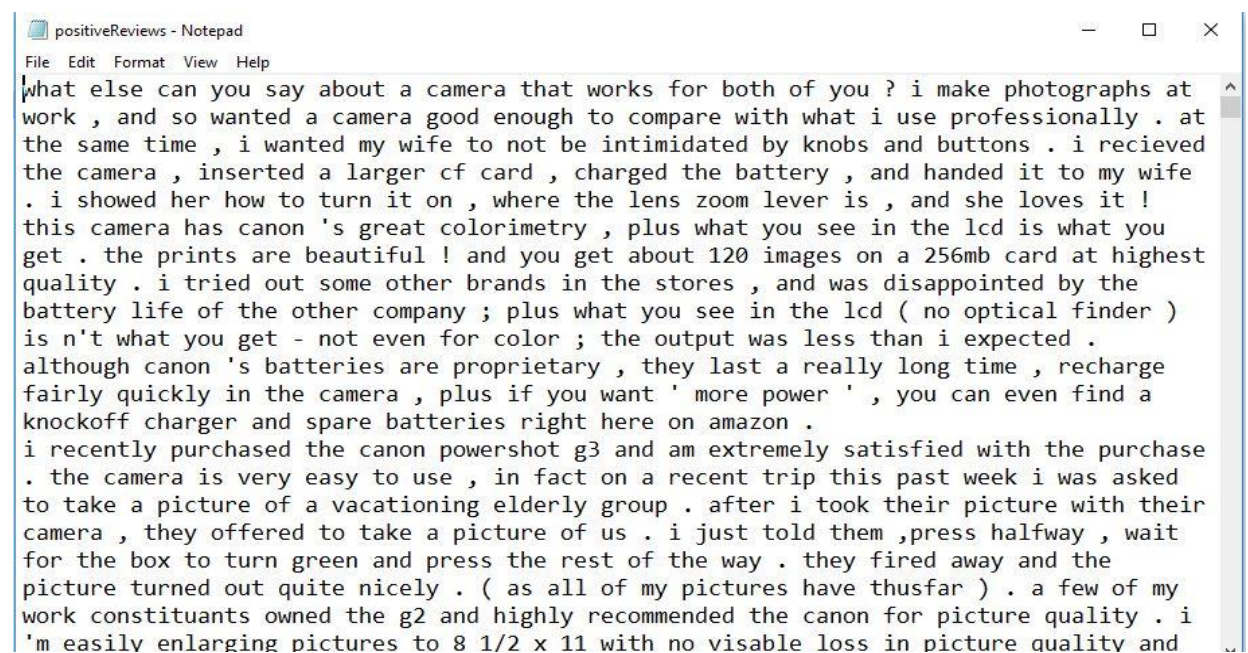 positiveReviews - Notepad
File Edit Format View Help
what else can you say about a camera that works for both of you ? i make photographs at
work , and so wanted a camera good enough to compare with what i use professionally . at
the same time , i wanted my wife to not be intimidated by knobs and buttons . i recieved
the camera , inserted a larger cf card , charged the battery , and handed it to my wife
. i showed her how to turn it on , where the lens zoom lever is , and she loves it !
this camera has canon 's great colorimetry , plus what you see in the lcd is what you
get . the prints are beautiful ! and you get about 120 images on a 256mb card at highest
quality . i tried out some other brands in the stores , and was disappointed by the
battery life of the other company ; plus what you see in the lcd ( no optical finder )
is n't what you get - not even for color ; the output was less than i expected .
although canon 's batteries are proprietary , they last a really long time , recharge
fairly quickly in the camera , plus if you want ' more power ' , you can even find a
knockoff charger and spare batteries right here on amazon .
i recently purchased the canon powershot g3 and am extremely satisfied with the purchase
. the camera is very easy to use , in fact on a recent trip this past week i was asked
to take a picture of a vacationing elderly group . after i took their picture with their
camera , they offered to take a picture of us . i just told them ,press halfway , wait
for the box to turn green and press the rest of the way . they fired away and the
picture turned out quite nicely . ( as all of my pictures have thusfar ) . a few of my
work constituants owned the g2 and highly recommended the canon for picture quality . i
'm easily enlarging pictures to 8 1/2 x 11 with no visable loss in picture quality and